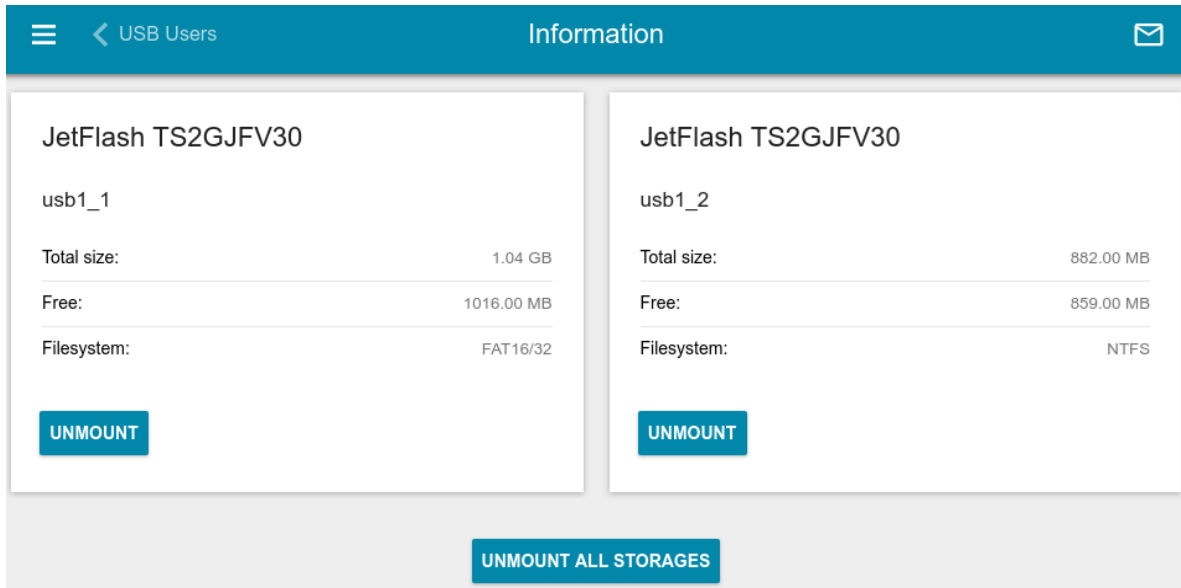 USB Users
Information
JetFlash TS2GJFV30
usb1_1
Total size: 1.04 GB
Free: 1016.00 MB
Filesystem: FAT16/32
UNMOUNT
JetFlash TS2GJFV30
usb1_2
Total size: 882.00 MB
Free: 859.00 MB
Filesystem: NTFS
UNMOUNT
UNMOUNT ALL STORAGES